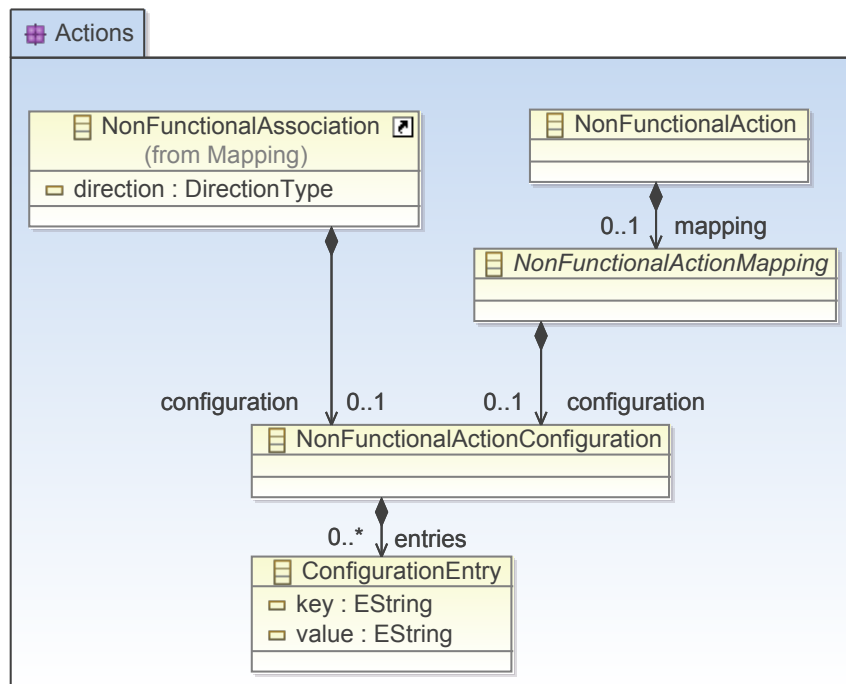 Actions
NonFunctionalAssociation
(from Mapping)
direction : DirectionType
NonFunctionalAction
0..1 mapping
NonFunctionalActionMapping
configuration 0..1
0..1 configuration
NonFunctionalActionConfiguration
0..* entries
ConfigurationEntry
key : EString
value : EString